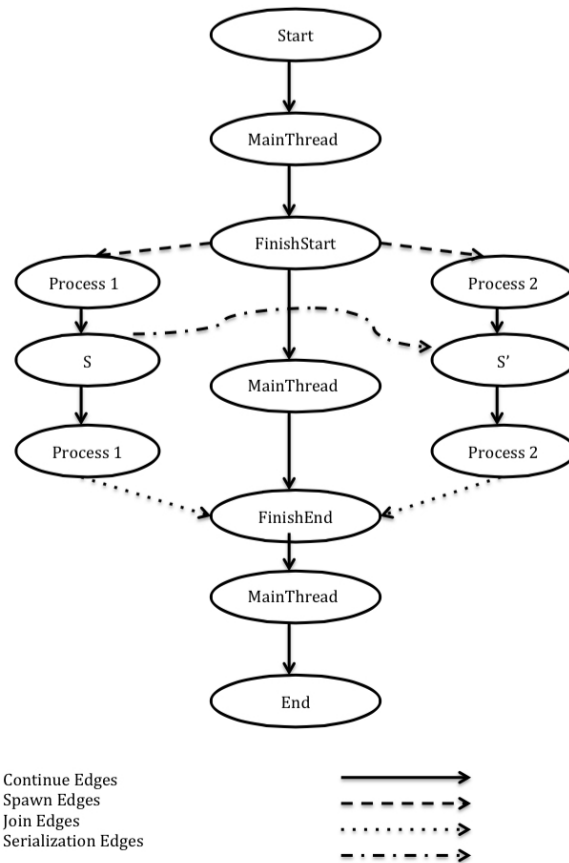 Start
MainThread
FinishStart
Process 1
Process 2
S
MainThread
S’
Process 1
Process 2
FinishEnd
MainThread
End
Continue Edges
Spawn Edges
Join Edges
Serialization Edges